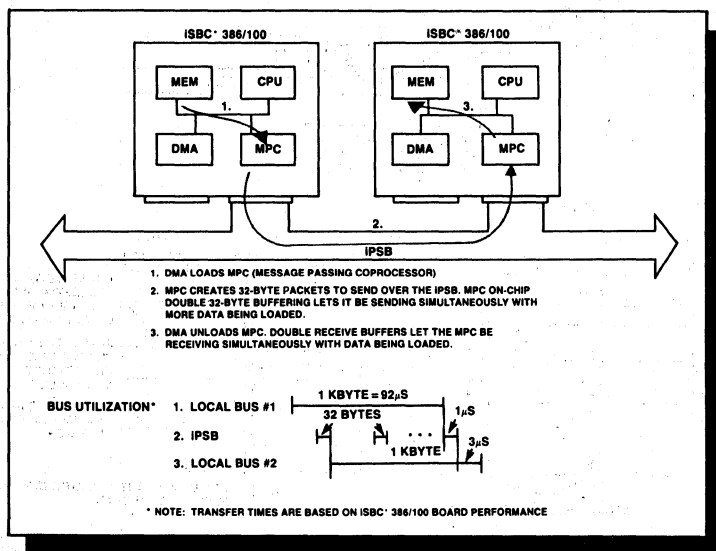 iSBC* 386/100
iSBC* 386/100
MEM
CPU
1.
DMA
MPC
MEM
CPU
3.
DMA
MPC
2.
iPSB
1. DMA LOADS MPC (MESSAGE PASSING COPROCESSOR)
2. MPC CREATES 32-BYTE PACKETS TO SEND OVER THE iPSB. MPC ON-CHIP
DOUBLE 32-BYTE BUFFERING LETS IT BE SENDING SIMULTANEOUSLY WITH
MORE DATA BEING LOADED.
3. DMA UNLOADS MPC. DOUBLE RECEIVE BUFFERS LET THE MPC BE
RECEIVING SIMULTANEOUSLY WITH DATA BEING LOADED.
1 KBYTE = 92µS
BUS UTILIZATION* 1. LOCAL BUS #1
32 BYTES
1µS
2. iPSB
• • •
1 KBYTE
3µS
3. LOCAL BUS #2
* NOTE: TRANSFER TIMES ARE BASED ON iSBC* 386/100 BOARD PERFORMANCE